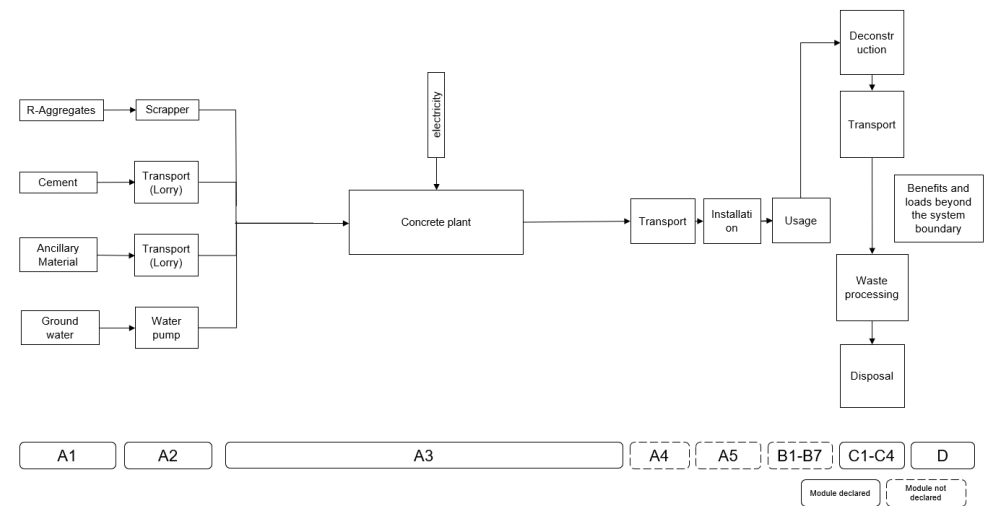 R-Aggregates
Scrapper
Cement
Transport
(Lorry)
Ancillary
Material
Transport
(Lorry)
Ground
water
Water
pump
electricity
Concrete plant
Transport
Installati
on
Usage
Deconstr
uction
Transport
Benefits and
loads beyond
the system
boundary
Waste
processing
Disposal
A1
A2
A3
A4
A5
B1-B7
C1-C4
D
Module declared
Module not
declared